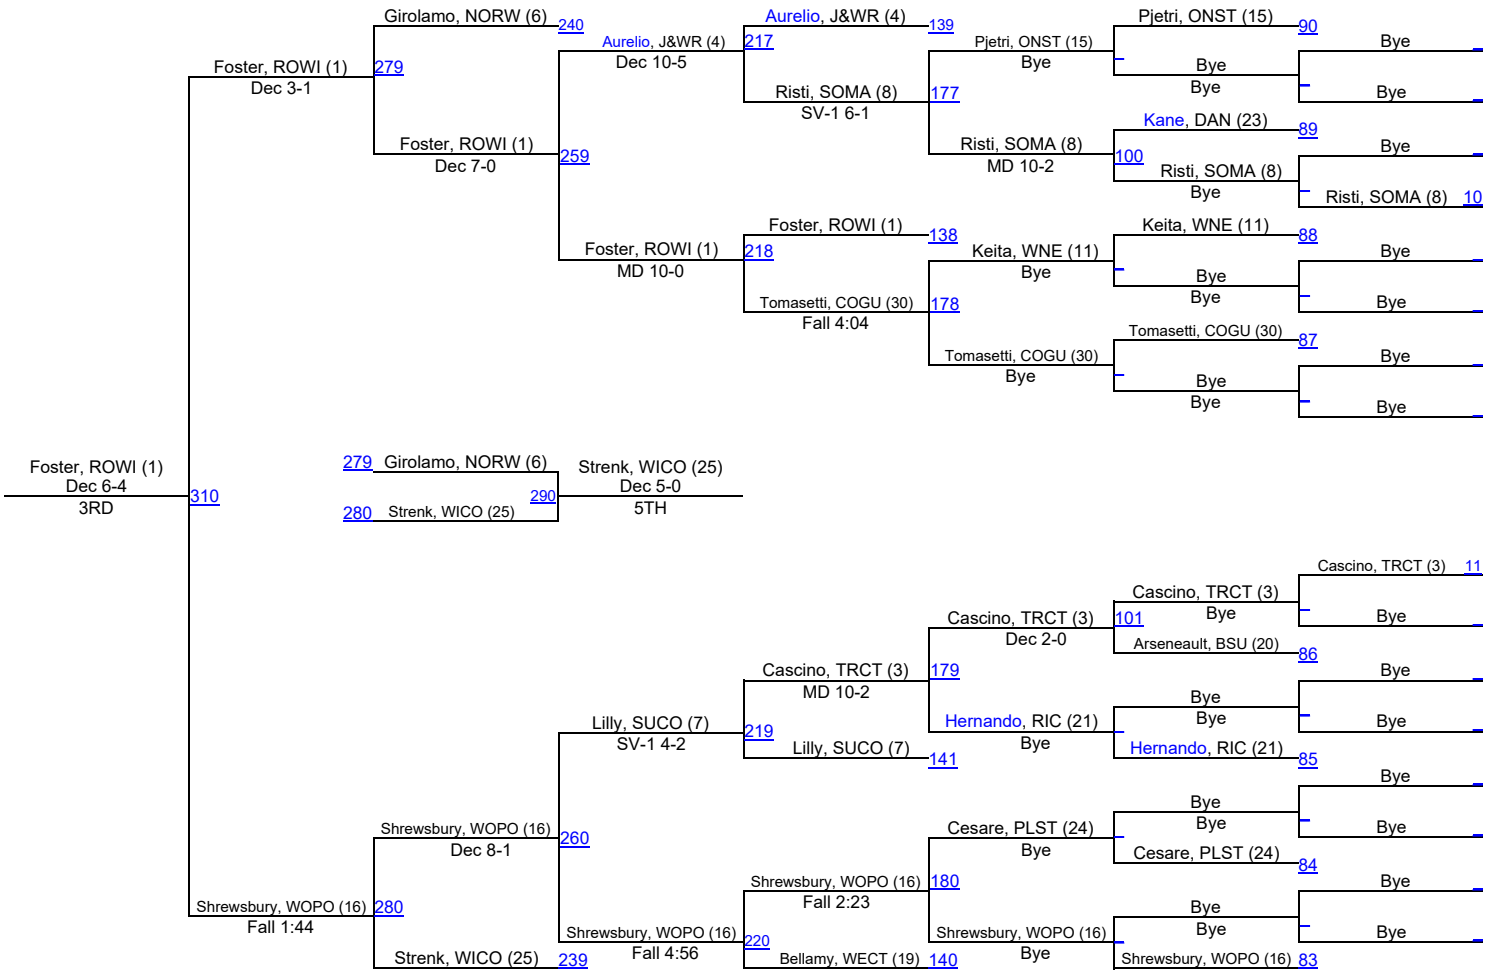 Girolamo, NORW (6) 240
Aurelio, J&WR (4) 139
Pjetri, ONST (15) 90
Aurelio, J&WR (4) 217
Pjetri, ONST (15)
Bye
Dec 10-5
Bye
Foster, ROWI (1) 279
Bye
Dec 3-1
Bye
Risti, SOMA (8) 177
Bye
SV-1 6-1
Kane, DAN (23) 89
Foster, ROWI (1)
Risti, SOMA (8)
Bye
Dec 7-0
259
MD 10-2
100
Risti, SOMA (8)
Bye
Risti, SOMA (8) 10
Foster, ROWI (1) 138
Keita, WNE (11) 88
Foster, ROWI (1) 218
Keita, WNE (11)
Bye
MD 10-0
Bye
Bye
Bye
Tomasetti, COGU (30) 178
Bye
Fall 4:04
Tomasetti, COGU (30) 87
Tomasetti, COGU (30)
Bye
Bye
Bye
Bye
Bye
Foster, ROWI (1)
279 Girolamo, NORW (6)
Strenk, WICO (25)
Dec 6-4
Dec 5-0
310
290
3RD
280 Strenk, WICO (25)
5TH
Cascino, TRCT (3) 11
Cascino, TRCT (3)
Cascino, TRCT (3) 101
Bye
Bye
Dec 2-0
Arseneault, BSU (20) 86
Cascino, TRCT (3) 179
Bye
MD 10-2
Bye
Lilly, SUCO (7)
Hernando, RIC (21)
Bye
Bye
SV-1 4-2
219
Bye
Lilly, SUCO (7) 141
Hernando, RIC (21) 85
Bye
Bye
Shrewsbury, WOPO (16) 260
Cesare, PLST (24)
Bye
Bye
Dec 8-1
Bye
Cesare, PLST (24) 84
Shrewsbury, WOPO (16) 180
Bye
Fall 2:23
Shrewsbury, WOPO (16) 280
Bye
Fall 1:44
Bye
Shrewsbury, WOPO (16) 220
Shrewsbury, WOPO (16)
Bye
Fall 4:56
Bye
Strenk, WICO (25) 239
Bellamy, WECT (19) 140
Shrewsbury, WOPO (16) 83